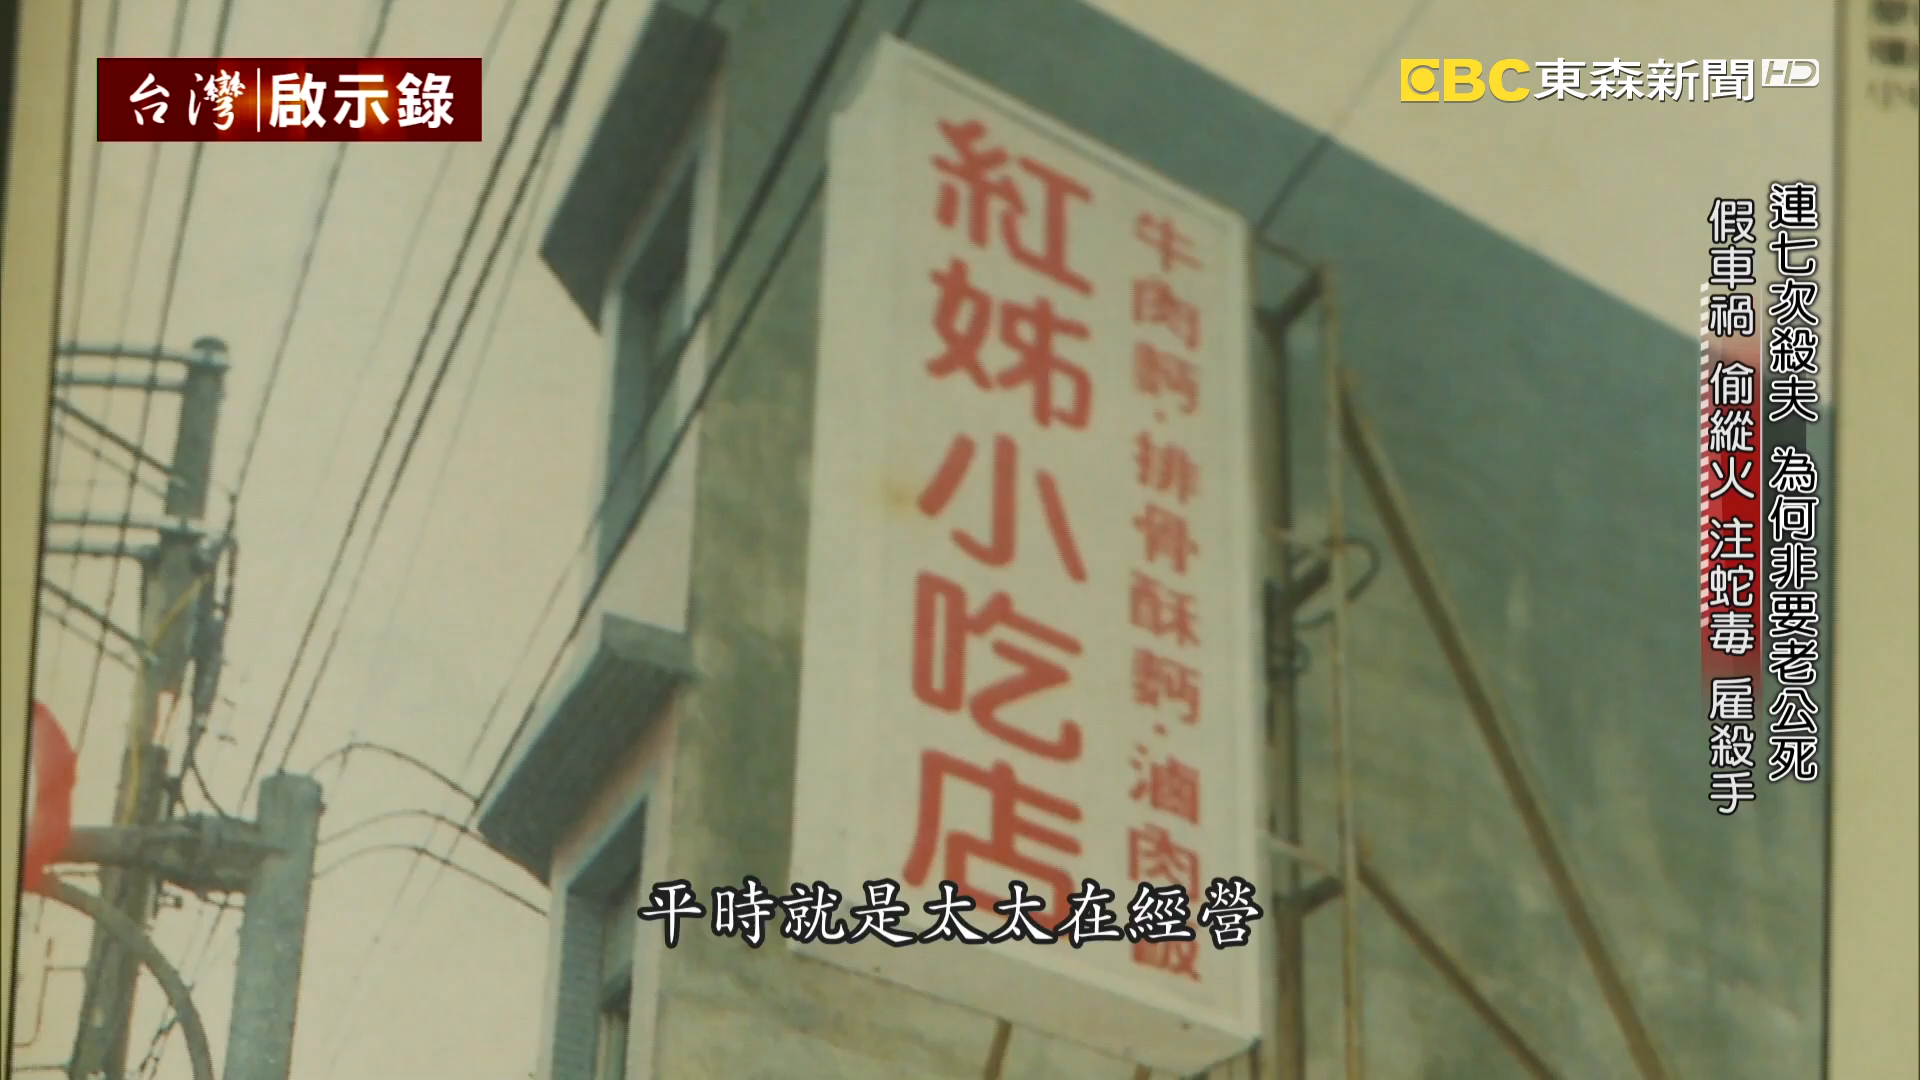 台灣啟示錄
EBC東森新聞HD
連七次殺夫 為何非要老公死
假車禍 偷縱火 注蛇毒 雇殺手
牛肉麵·排骨酥麵·滷肉飯
紅姊小吃店
平時就是太太在經營